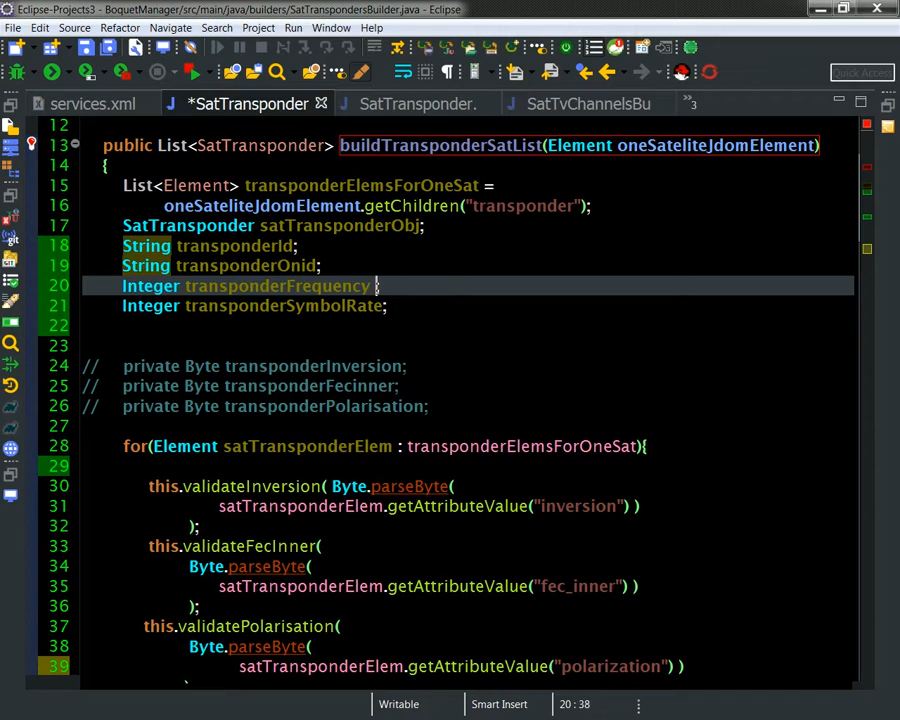 Eclipse-Projects3 - BoquetManager/src/main/java/builders/SatTranspondersBuilder.java - Eclipse
File Edit Source Refactor Navigate Search Project Run Window Help
Quick Access
services.xml *SatTransponder SatTransponder. SatTvChannelsBu »3
12
13 public List<SatTransponder> buildTransponderSatList(Element oneSateliteJdomElement)
14 {
15 List<Element> transponderElemsForOneSat =
16 oneSateliteJdomElement.getChildren("transponder");
17 SatTransponder satTransponderObj;
18 String transponderId;
19 String transponderOnid;
20 Integer transponderFrequency ;
21 Integer transponderSymbolRate;
22
23
24 // private Byte transponderInversion;
25 // private Byte transponderFecinner;
26 // private Byte transponderPolarisation;
27
28 for(Element satTransponderElem : transponderElemsForOneSat){
29
30 this.validateInversion( Byte.parseByte(
31 satTransponderElem.getAttributeValue("inversion") )
32 );
33 this.validateFecInner(
34 Byte.parseByte(
35 satTransponderElem.getAttributeValue("fec_inner") )
36 );
37 this.validatePolarisation(
38 Byte.parseByte(
39 satTransponderElem.getAttributeValue("polarization") )
Writable Smart Insert 20 : 38